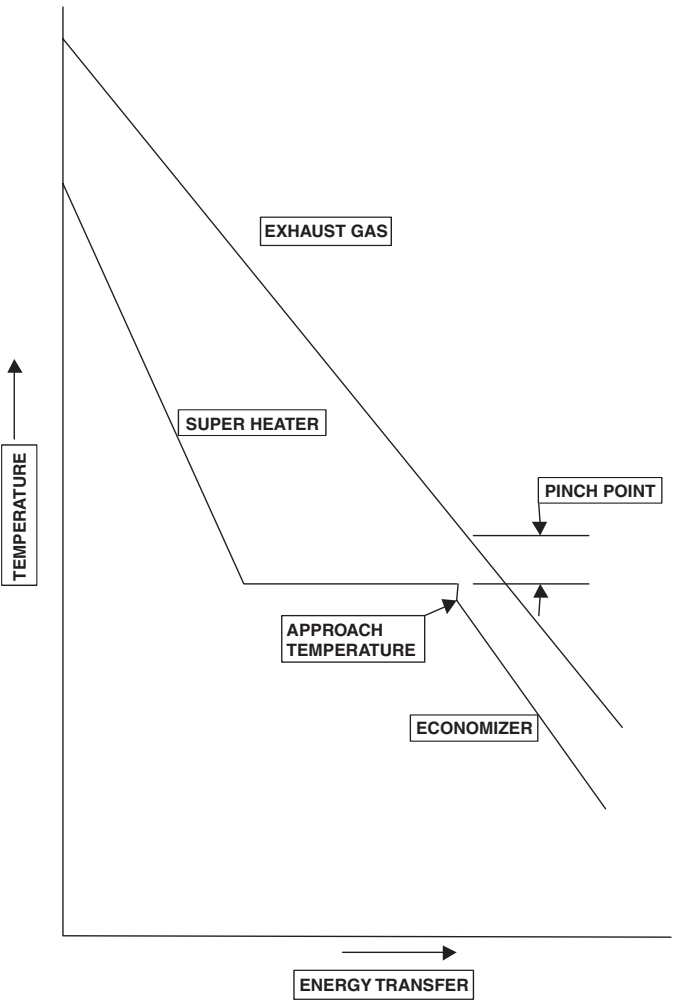 EXHAUST GAS
SUPER HEATER
PINCH POINT
TEMPERATURE
APPROACH
TEMPERATURE
ECONOMIZER
ENERGY TRANSFER